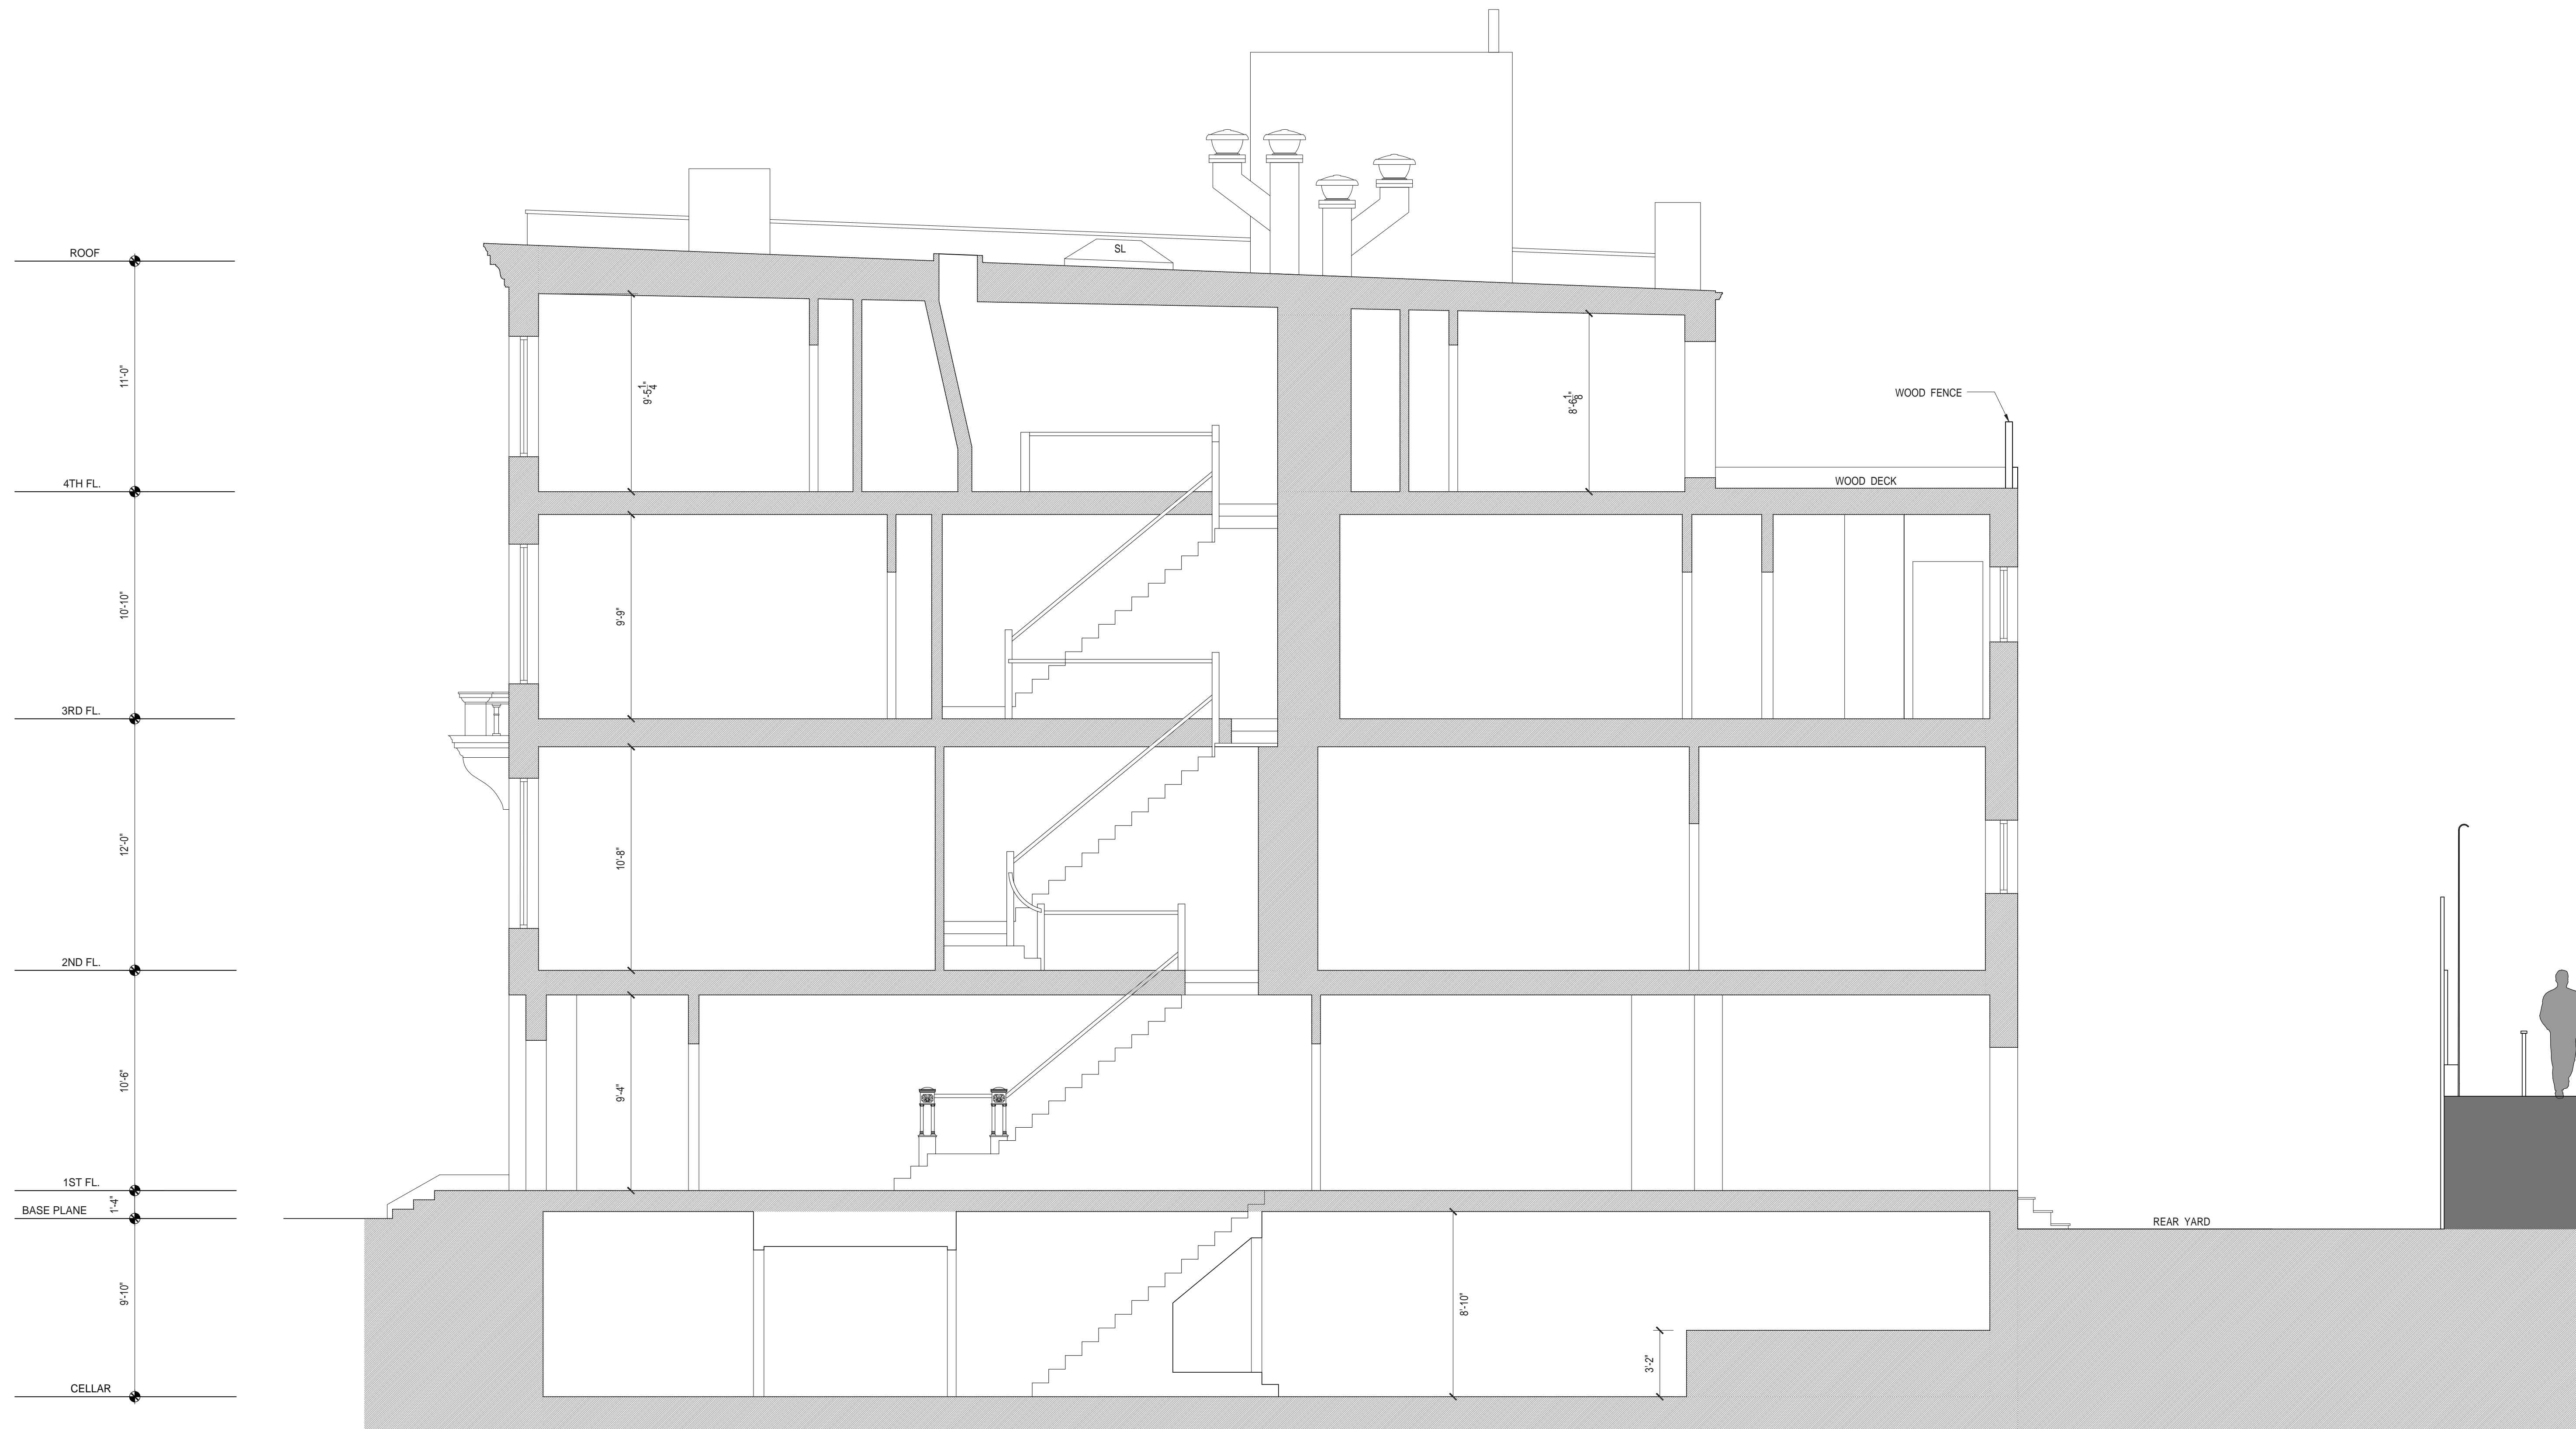 SL
ROOF
11'-0"
9'-5 1/4"
8'-6 1/8"
WOOD FENCE
WOOD DECK
4TH FL.
10'-10"
9'-9"
3RD FL.
12'-0"
10'-8"
2ND FL.
10'-6"
9'-4"
1ST FL.
1'-4"
BASE PLANE
REAR YARD
9'-10"
8'-10"
3'-2"
CELLAR